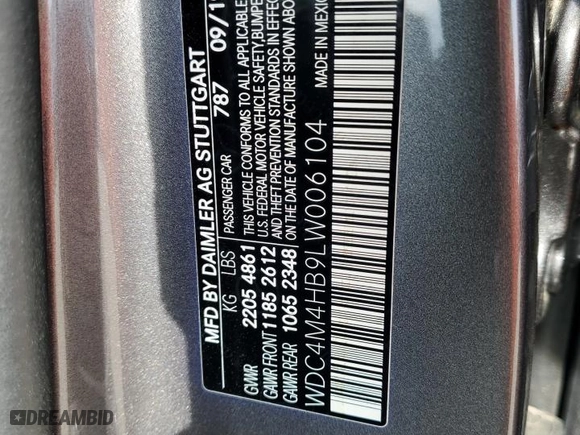 MFD BY DAIMLER AG STUTTGART
PASSENGER CAR 787 09/1
KG LBS
GVWR 2205 4861
GAWR FRONT 1185 2612
GAWR REAR 1065 2348
THIS VEHICLE CONFORMS TO ALL APPLICABLE
U.S. FEDERAL MOTOR VEHICLE SAFETY, BUMPE
AND THEFT PREVENTION STANDARDS IN EFFEC
ON THE DATE OF MANUFACTURE SHOWN ABO
WDC4M4HB9LW006104
MADE IN MEXIC
DREAMBID